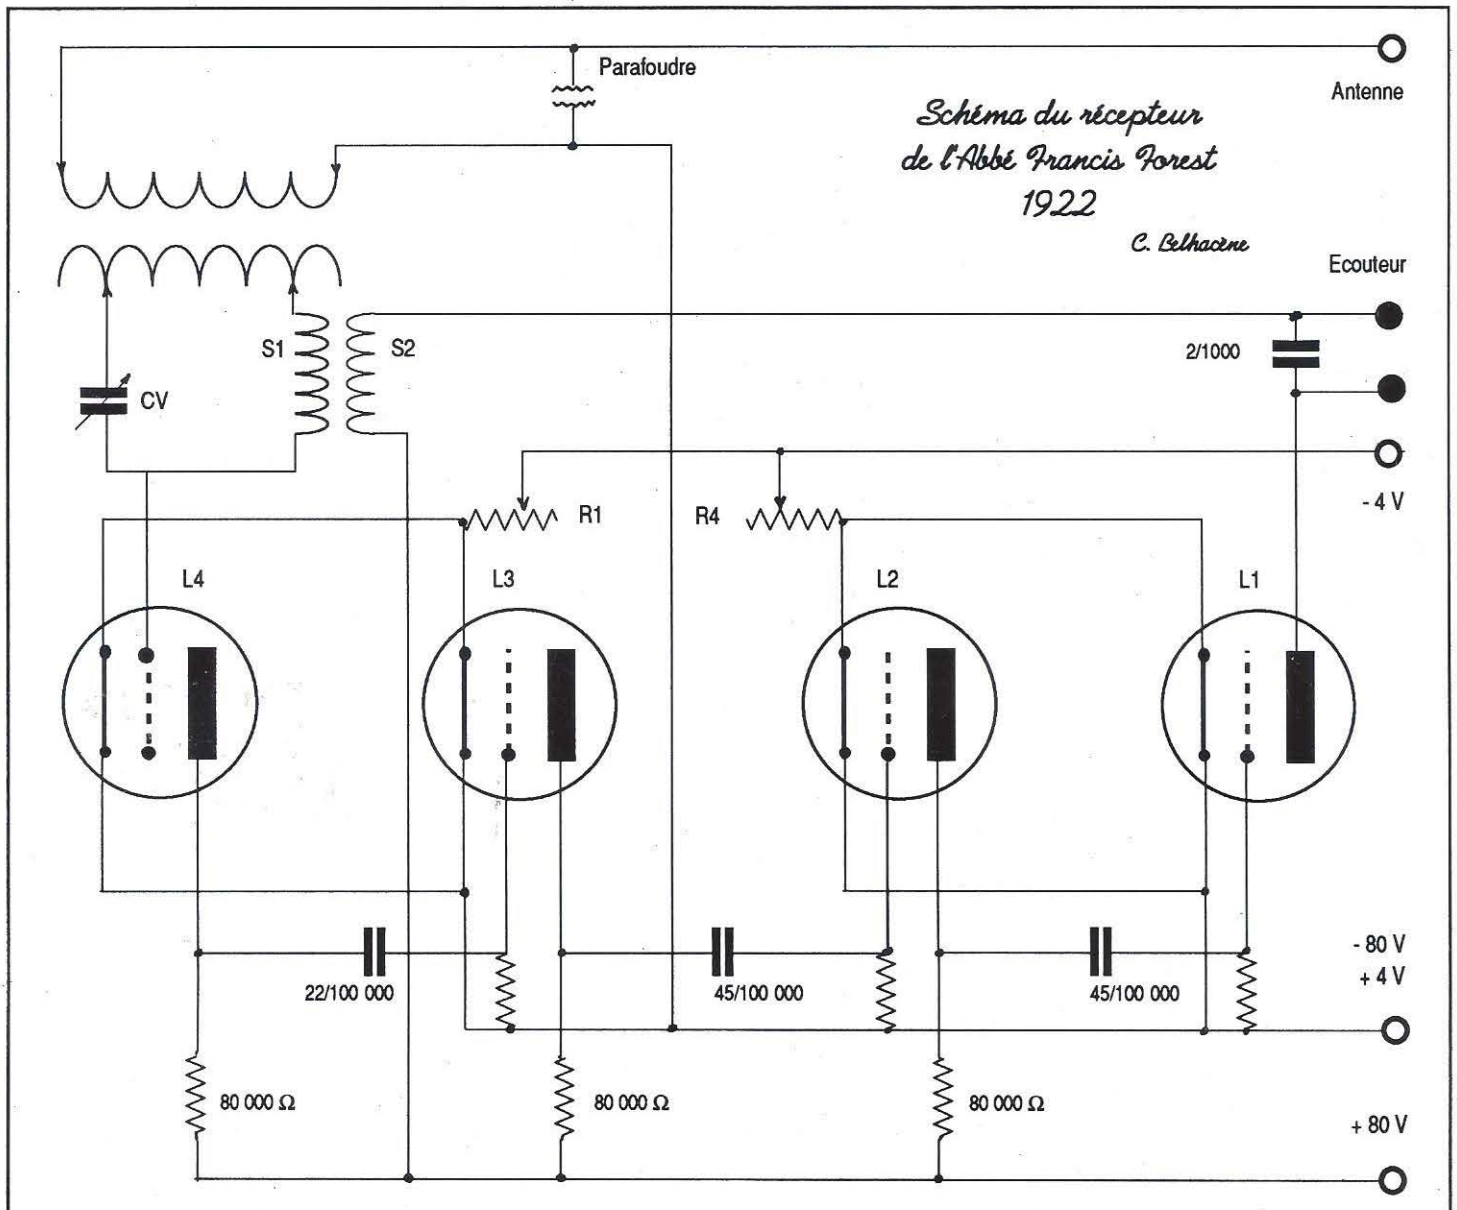 Parafoudre
Antenne
Schéma du récepteur
de l'Abbé Francis Forest
1922
C. Belhacène
Ecouteur
S1
S2
2/1000
CV
- 4 V
R1
R4
L4
L3
L2
L1
- 80 V
+ 4 V
22/100 000
45/100 000
45/100 000
80 000 Ω
80 000 Ω
80 000 Ω
+ 80 V